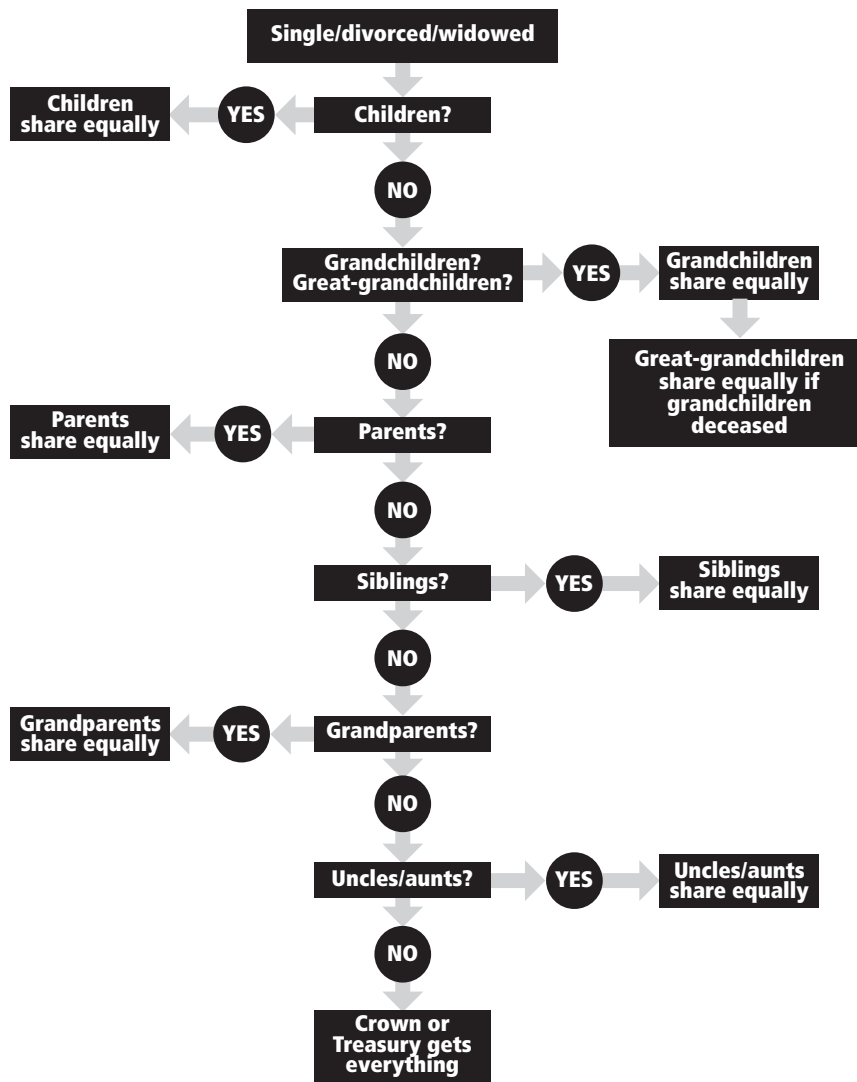 Single/divorced/widowed
Children
share equally
YES
Children?
NO
Grandchildren?
Great-grandchildren?
YES
Grandchildren
share equally
NO
Great-grandchildren
share equally if
grandchildren
deceased
Parents
share equally
YES
Parents?
NO
Siblings?
YES
Siblings
share equally
NO
Grandparents
share equally
YES
Grandparents?
NO
Uncles/aunts?
YES
Uncles/aunts
share equally
NO
Crown or
Treasury gets
everything